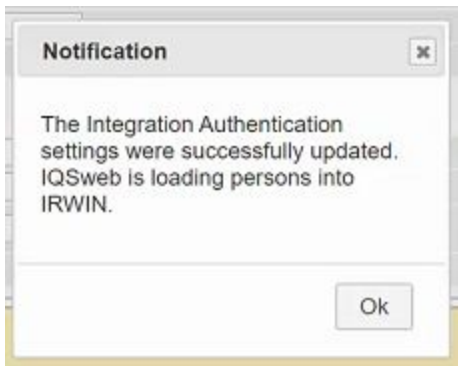 Notification
The Integration Authentication
settings were successfully updated.
IQSweb is loading persons into
IRWIN.
Ok